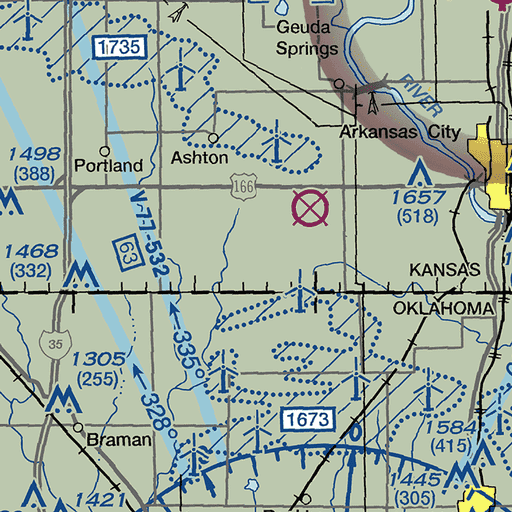 1735
Geuda
Springs
RIVER
Arkansas City
1498
(388)
Portland
Ashton
166
1657
(518)
V-77-532
63
1468
(332)
KANSAS
OKLAHOMA
335°
35
1305
(255)
328°
1673
Braman
1584
(415)
1445
(305)
1421